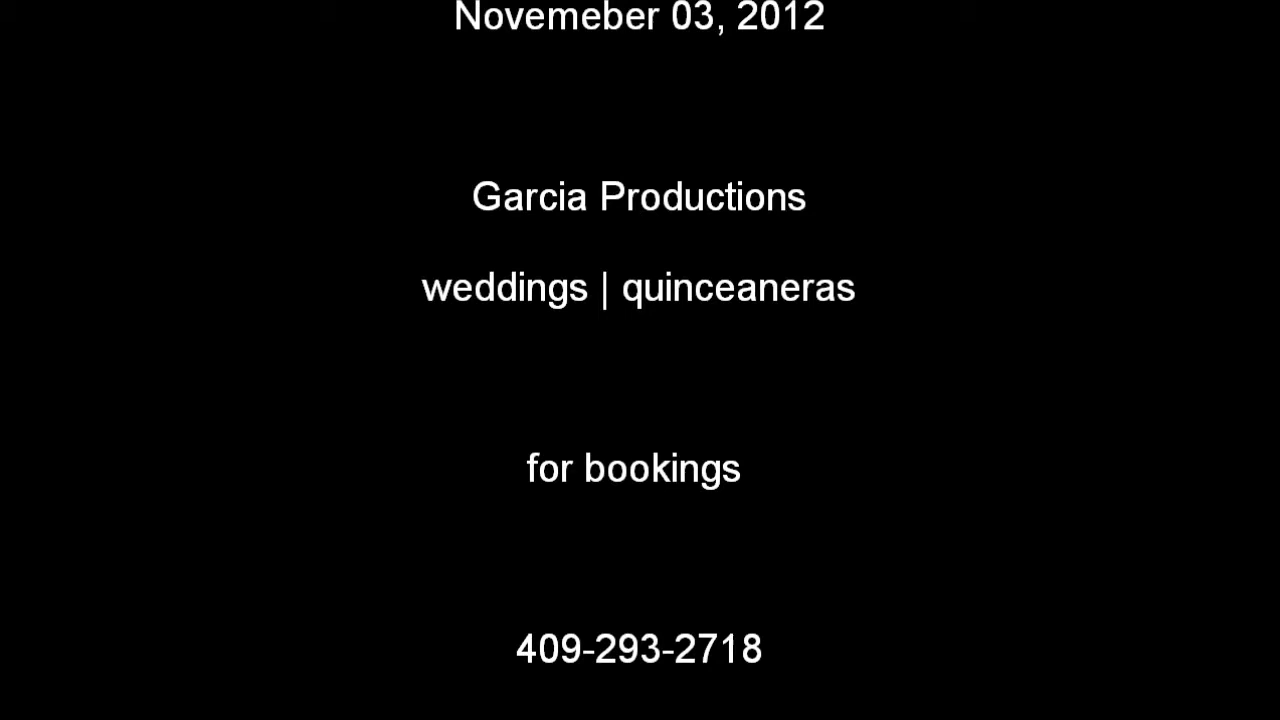 Novemeber 03, 2012
Garcia Productions
weddings | quinceaneras
for bookings
409-293-2718